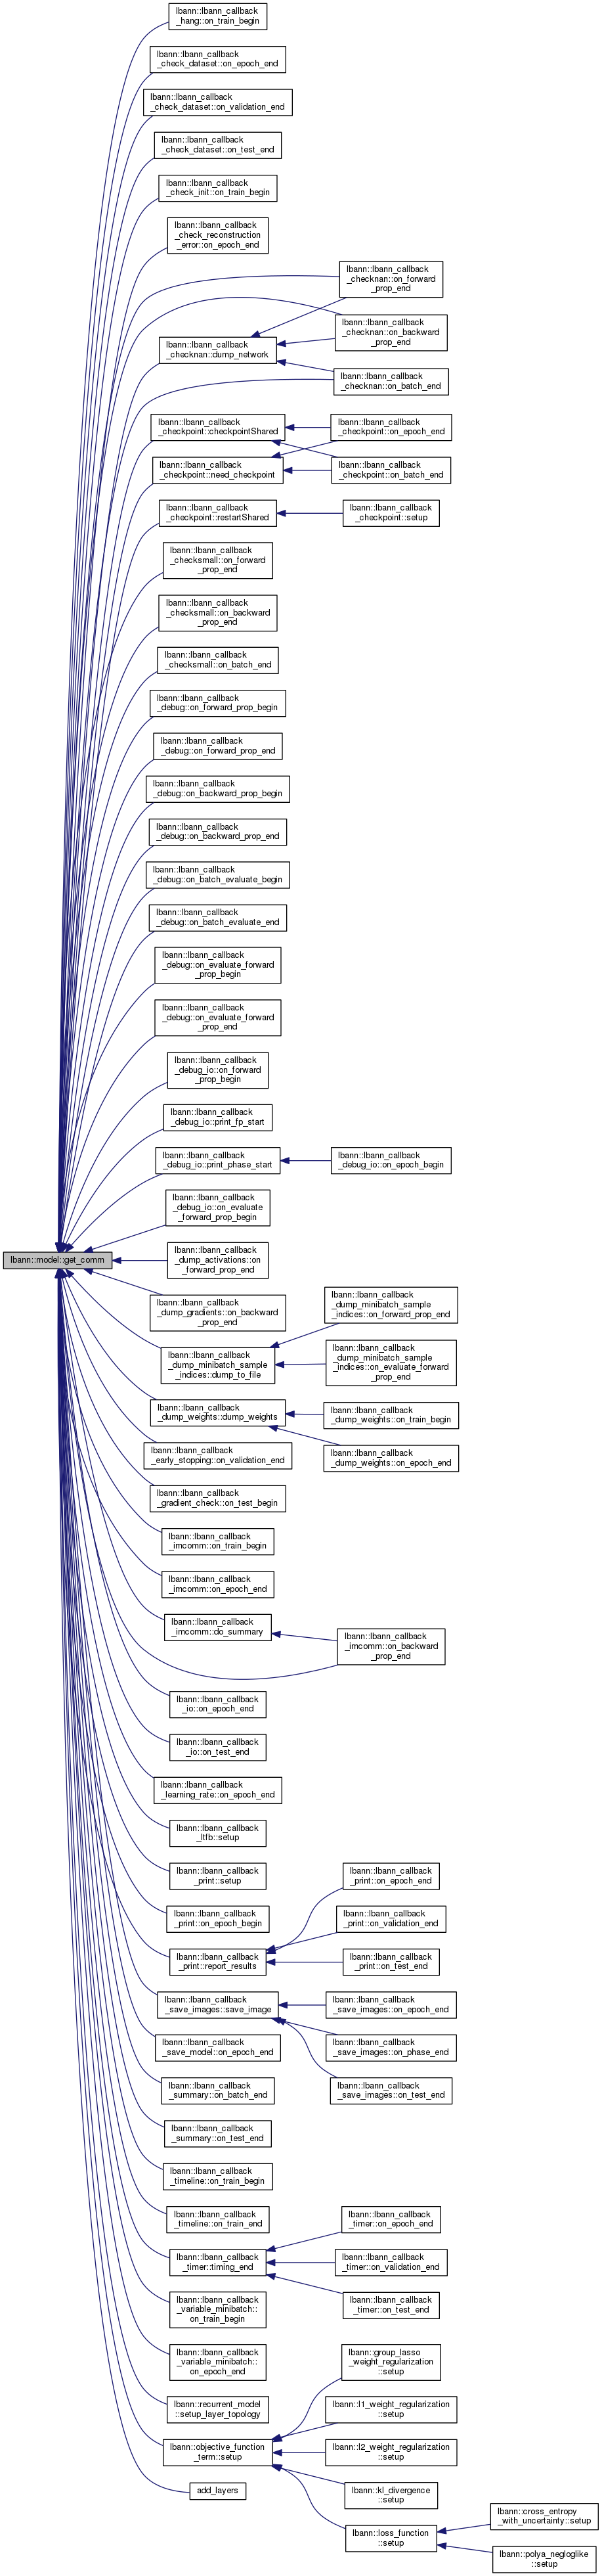 lbann::lbann_callback
_hang::on_train_begin
lbann::lbann_callback
_check_dataset::on_epoch_end
lbann::lbann_callback
_check_dataset::on_validation_end
lbann::lbann_callback
_check_dataset::on_test_end
lbann::lbann_callback
_check_init::on_train_begin
lbann::lbann_callback
_check_reconstruction
_error::on_epoch_end
lbann::lbann_callback
_checknan::on_forward
_prop_end
lbann::lbann_callback
_checknan::on_backward
_prop_end
lbann::lbann_callback
_checknan::dump_network
lbann::lbann_callback
_checknan::on_batch_end
lbann::lbann_callback
_checkpoint::checkpointShared
lbann::lbann_callback
_checkpoint::on_epoch_end
lbann::lbann_callback
_checkpoint::need_checkpoint
lbann::lbann_callback
_checkpoint::on_batch_end
lbann::lbann_callback
_checkpoint::restartShared
lbann::lbann_callback
_checkpoint::setup
lbann::lbann_callback
_checksmall::on_forward
_prop_end
lbann::lbann_callback
_checksmall::on_backward
_prop_end
lbann::lbann_callback
_checksmall::on_batch_end
lbann::lbann_callback
_debug::on_forward_prop_begin
lbann::lbann_callback
_debug::on_forward_prop_end
lbann::lbann_callback
_debug::on_backward_prop_begin
lbann::lbann_callback
_debug::on_backward_prop_end
lbann::lbann_callback
_debug::on_batch_evaluate_begin
lbann::lbann_callback
_debug::on_batch_evaluate_end
lbann::lbann_callback
_debug::on_evaluate_forward
_prop_begin
lbann::lbann_callback
_debug::on_evaluate_forward
_prop_end
lbann::lbann_callback
_debug_io::on_forward
_prop_begin
lbann::lbann_callback
_debug_io::print_fp_start
lbann::lbann_callback
_debug_io::print_phase_start
lbann::lbann_callback
_debug_io::on_epoch_begin
lbann::lbann_callback
_debug_io::on_evaluate
_forward_prop_begin
lbann::model::get_comm
lbann::lbann_callback
_dump_activations::on
_forward_prop_end
lbann::lbann_callback
_dump_gradients::on_backward
_prop_end
lbann::lbann_callback
_dump_minibatch_sample
_indices::on_forward_prop_end
lbann::lbann_callback
_dump_minibatch_sample
_indices::dump_to_file
lbann::lbann_callback
_dump_minibatch_sample
_indices::on_evaluate_forward
_prop_end
lbann::lbann_callback
_dump_weights::dump_weights
lbann::lbann_callback
_dump_weights::on_train_begin
lbann::lbann_callback
_early_stopping::on_validation_end
lbann::lbann_callback
_dump_weights::on_epoch_end
lbann::lbann_callback
_gradient_check::on_test_begin
lbann::lbann_callback
_imcomm::on_train_begin
lbann::lbann_callback
_imcomm::on_epoch_end
lbann::lbann_callback
_imcomm::do_summary
lbann::lbann_callback
_imcomm::on_backward
_prop_end
lbann::lbann_callback
_io::on_epoch_end
lbann::lbann_callback
_io::on_test_end
lbann::lbann_callback
_learning_rate::on_epoch_end
lbann::lbann_callback
_ltfb::setup
lbann::lbann_callback
_print::setup
lbann::lbann_callback
_print::on_epoch_end
lbann::lbann_callback
_print::on_epoch_begin
lbann::lbann_callback
_print::on_validation_end
lbann::lbann_callback
_print::report_results
lbann::lbann_callback
_print::on_test_end
lbann::lbann_callback
_save_images::save_image
lbann::lbann_callback
_save_images::on_epoch_end
lbann::lbann_callback
_save_model::on_epoch_end
lbann::lbann_callback
_save_images::on_phase_end
lbann::lbann_callback
_summary::on_batch_end
lbann::lbann_callback
_save_images::on_test_end
lbann::lbann_callback
_summary::on_test_end
lbann::lbann_callback
_timeline::on_train_begin
lbann::lbann_callback
_timeline::on_train_end
lbann::lbann_callback
_timer::on_epoch_end
lbann::lbann_callback
_timer::timing_end
lbann::lbann_callback
_timer::on_validation_end
lbann::lbann_callback
_variable_minibatch::
on_train_begin
lbann::lbann_callback
_timer::on_test_end
lbann::lbann_callback
_variable_minibatch::
on_epoch_end
lbann::group_lasso
_weight_regularization
::setup
lbann::recurrent_model
::setup_layer_topology
lbann::l1_weight_regularization
::setup
lbann::objective_function
_term::setup
lbann::l2_weight_regularization
::setup
add_layers
lbann::kl_divergence
::setup
lbann::loss_function
::setup
lbann::cross_entropy
_with_uncertainty::setup
lbann::polya_negloglike
::setup